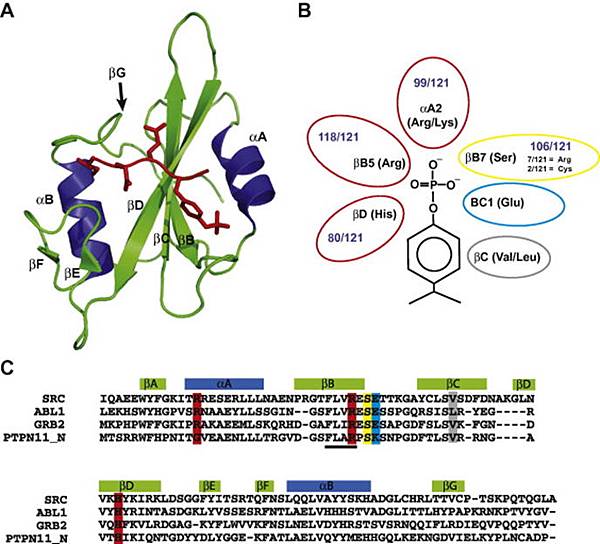 A
βG
αA
αB
βD
βC
βB
βF
βE
B
99/121
αA2
(Arg/Lys)
118/121
βB5 (Arg)
106/121
βB7 (Ser)
7/121 = Arg
2/121 = Cys
O⁻
O=P-O⁻
O
BC1 (Glu)
βD (His)
80/121
βC (Val/Leu)
C
βA αA βB βC βD
SRC IQAEEWYFGKITRRESERLLLNAENPRGTFLVRESETTKGAYCLSVSDFDNAKGLN
ABL1 LEKHSWYHGPVSRNAAEYLLSSGIN--GSFLVRESESSPGQRSISLR-YEG----R
GRB2 MKPHPWFFGKIPRAKAEEMLSKQRHD-GAFLIRESESAPGDFSLSVK-FGN----D
PTPN11_N MTSRRWFHPNITGVEAENLLLTRGVD-GSFLARPSKSNPGDFTLSVR-RNG----A
βD βE βF αB βG
SRC VKHYKIRKLDSGGFYITSRTQFNSLQQLVAYYSKHADGLCHRLTTVCP-TSKPQTQGLA
ABL1 VYHYRINTASDGKLYVSSESRFNTLAELVHHHSTVADGLITTLHYPAPKRNKPTVYGV-
GRB2 VQHFKVLRDGAGK-YFLWVVKFNSLNELVDYHRSTSVSRNQQIFLRDIEQVPQQPTY--
PTPN11_N VTHIKIQNTGDYYDLYGGE-KFATLAELVQYYMEHHGQLKEKNGDVIELKYPLNCADP-